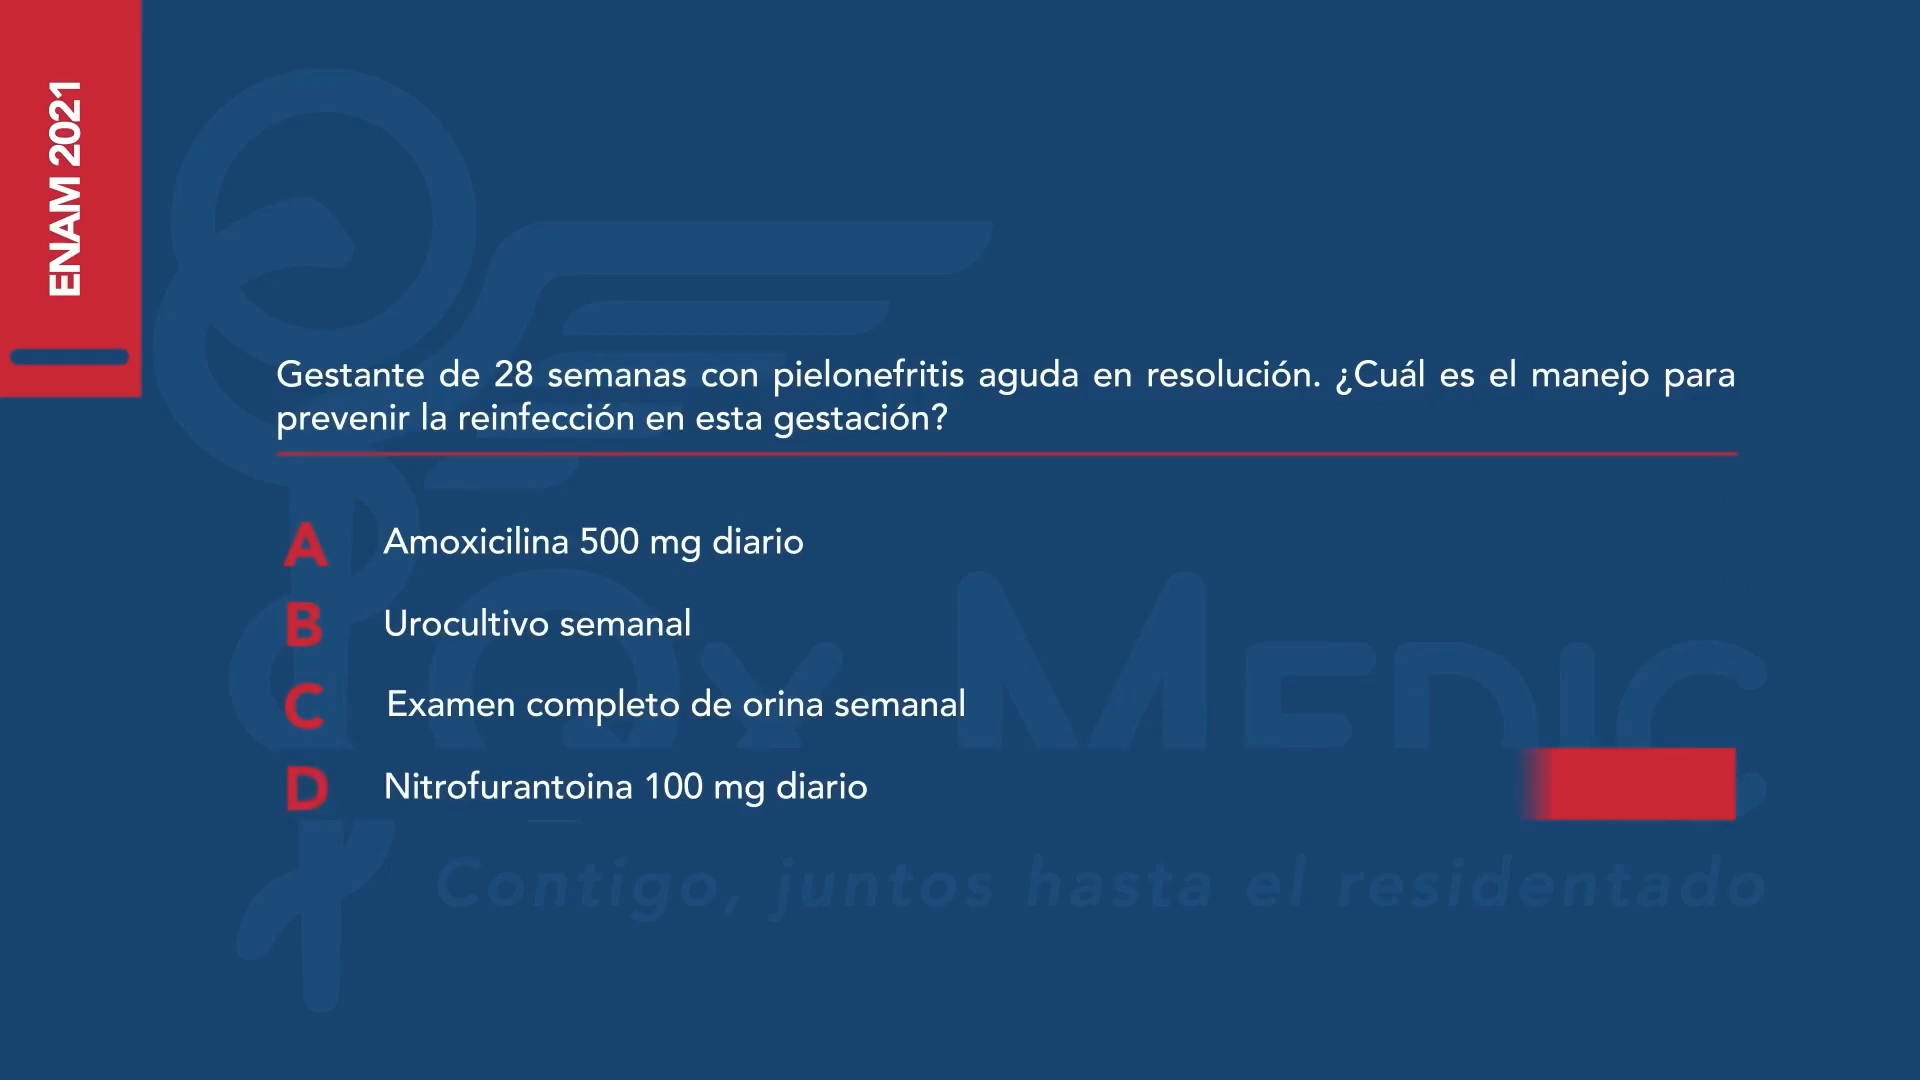 ENAM 2021
Gestante de 28 semanas con pielonefritis aguda en resolución. ¿Cuál es el manejo para
prevenir la reinfección en esta gestación?
A Amoxicilina 500 mg diario
B Urocultivo semanal
C Examen completo de orina semanal
D Nitrofurantoina 100 mg diario
Contigo, juntos hasta el residentado